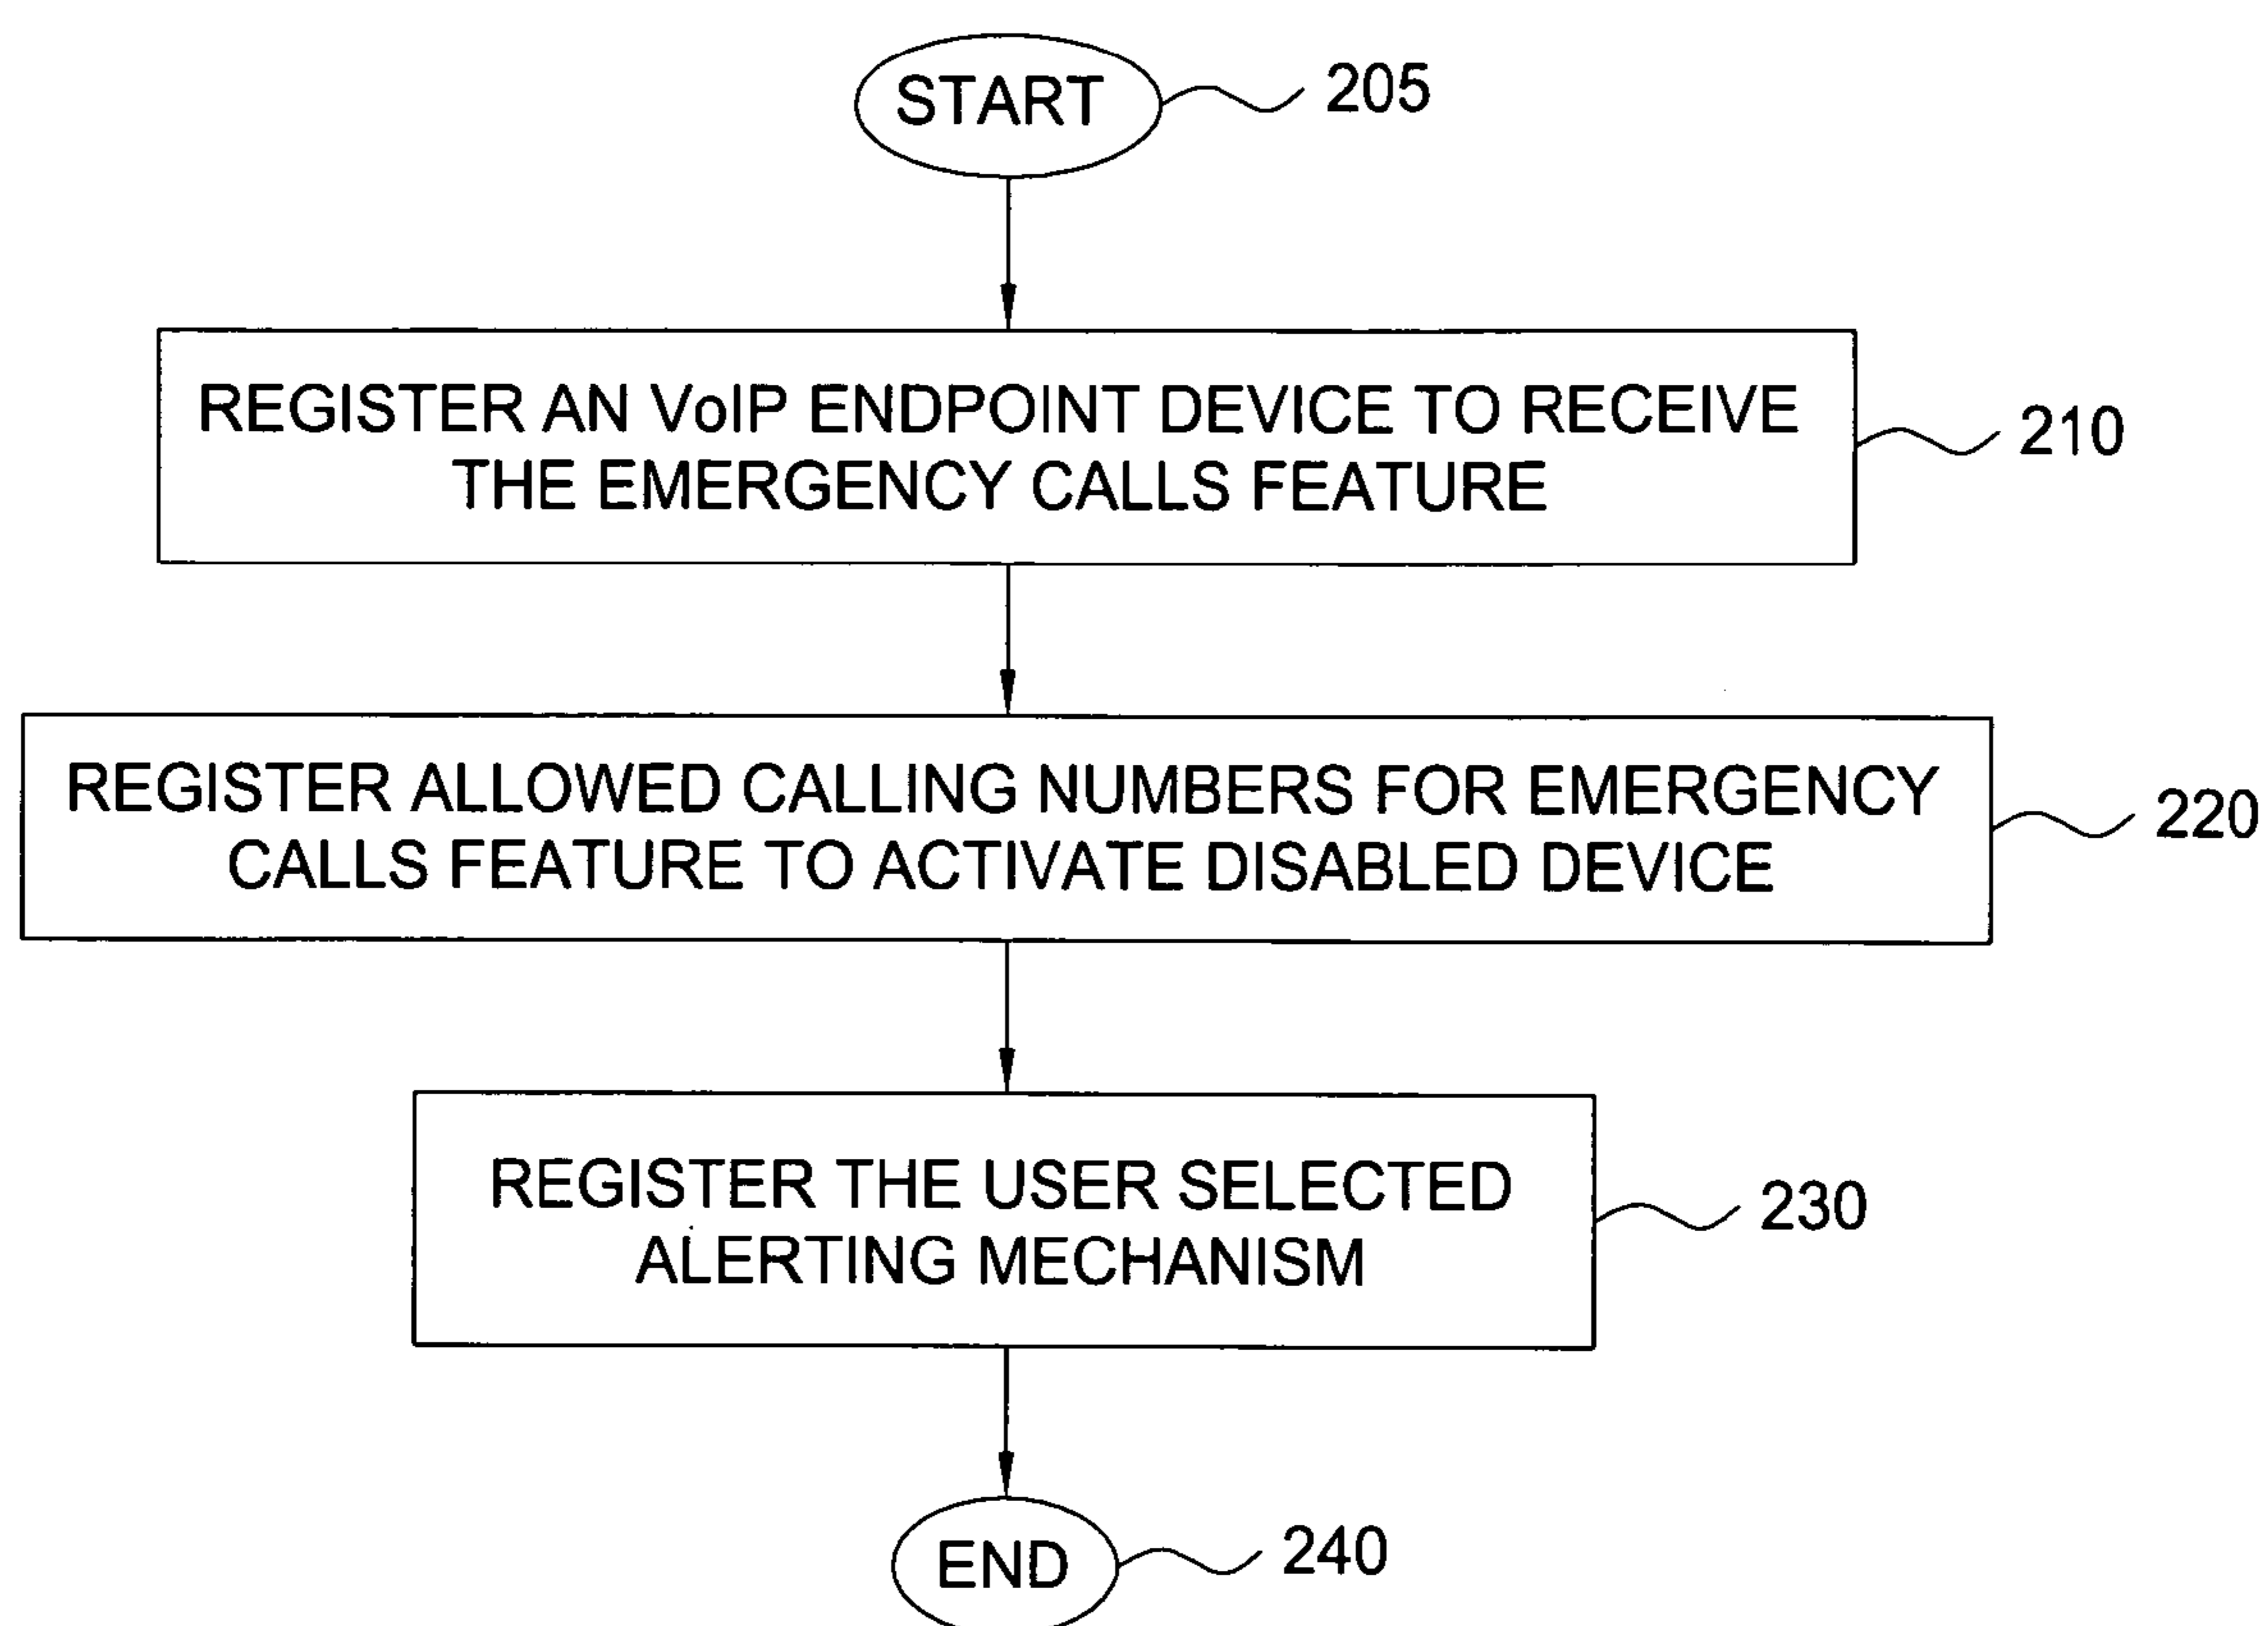 START
205
REGISTER AN VoIP ENDPOINT DEVICE TO RECEIVE
THE EMERGENCY CALLS FEATURE
210
REGISTER ALLOWED CALLING NUMBERS FOR EMERGENCY
CALLS FEATURE TO ACTIVATE DISABLED DEVICE
220
REGISTER THE USER SELECTED
ALERTING MECHANISM
230
END
240